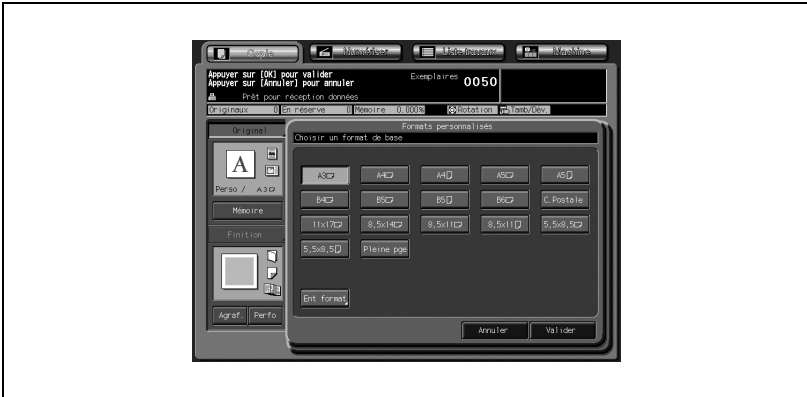 Copie Numériser Liste travaux Machine
Appuyer sur [OK] pour valider
Appuyer sur [Annuler] pour annuler
Exemplaires 0050
Prêt pour réception données
Originaux 0 En réserve 0 Mémoire 0.000% Rotation Tamb/Dév.
Original
Formats personnalisés
Choisir un format de base
A
A3 A4 A4 A5 A5
Perso / A3
B4 B5 B5 B6 C.Postale
Mémoire
11x17 8,5x14 8,5x11 8,5x11 5,5x8,5
Finition
5,5x8,5 Pleine pge
Ent format
Agraf. Perfo
Annuler Valider